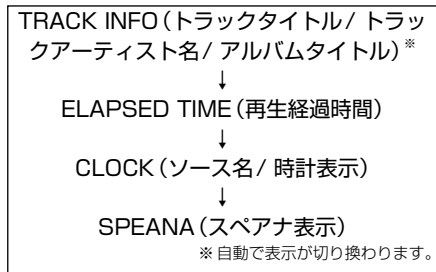 TRACK INFO（トラックタイトル/ トラッ
クアーティスト名/ アルバムタイトル）※
↓
ELAPSED TIME（再生経過時間）
↓
CLOCK（ソース名/ 時計表示）
↓
SPEANA（スペアナ表示）
※自動で表示が切り換わります。